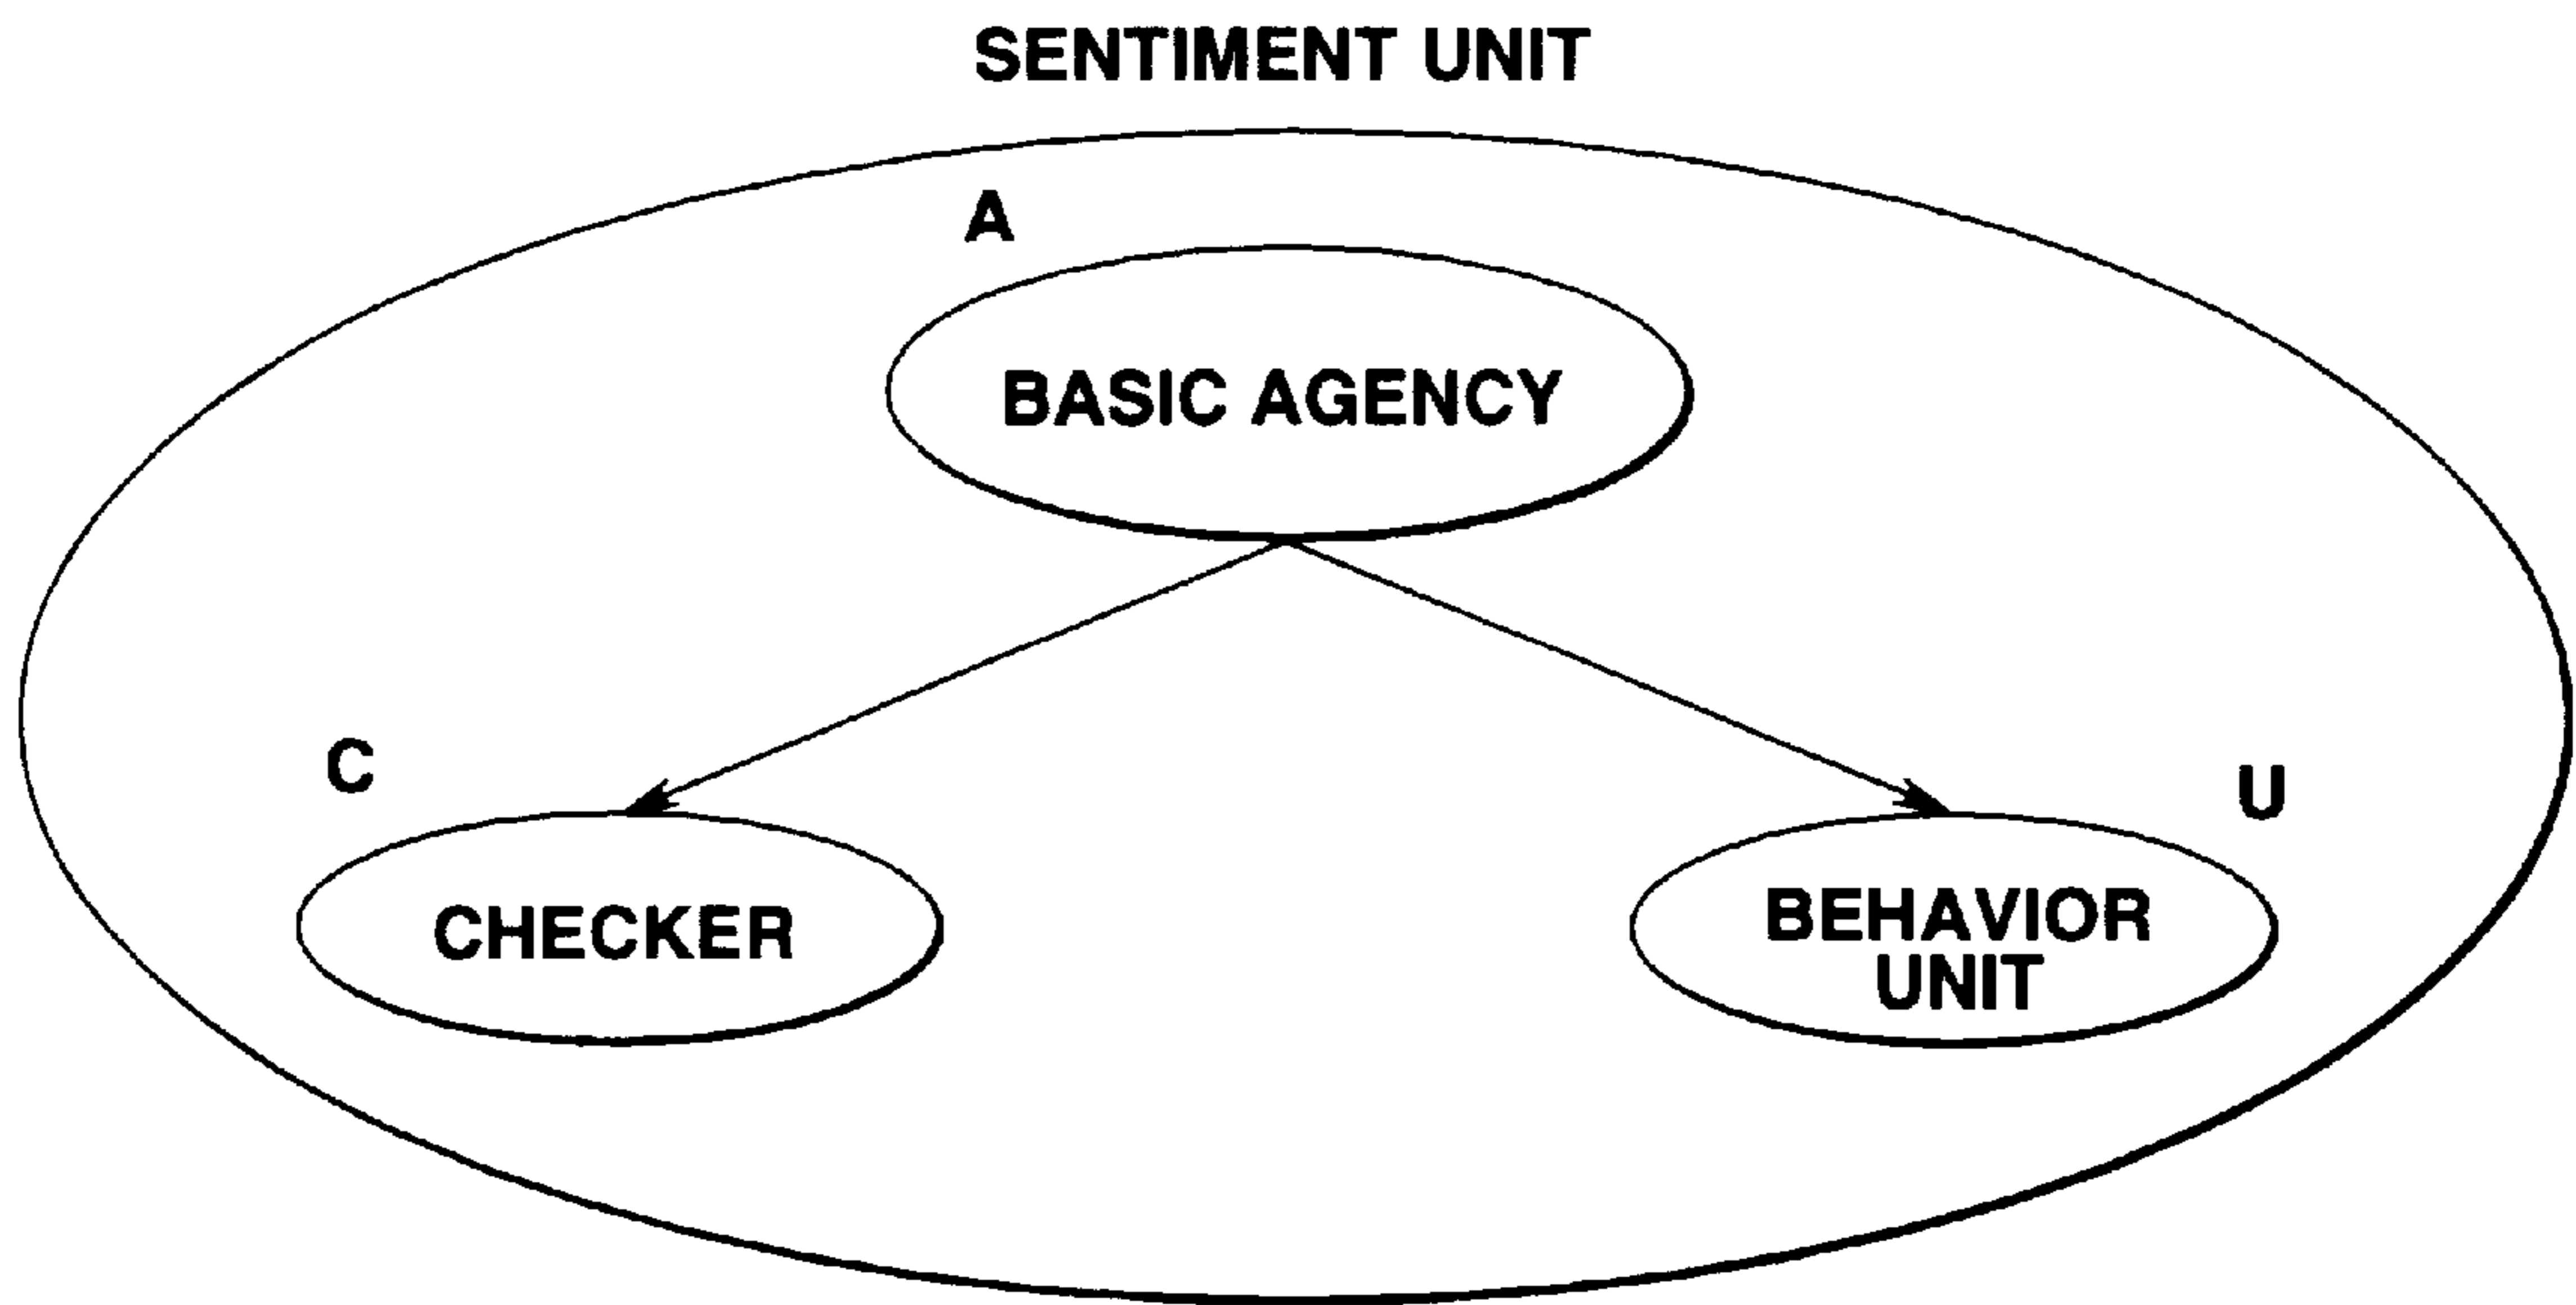 SENTIMENT UNIT
A
BASIC AGENCY
C
U
CHECKER
BEHAVIOR
UNIT